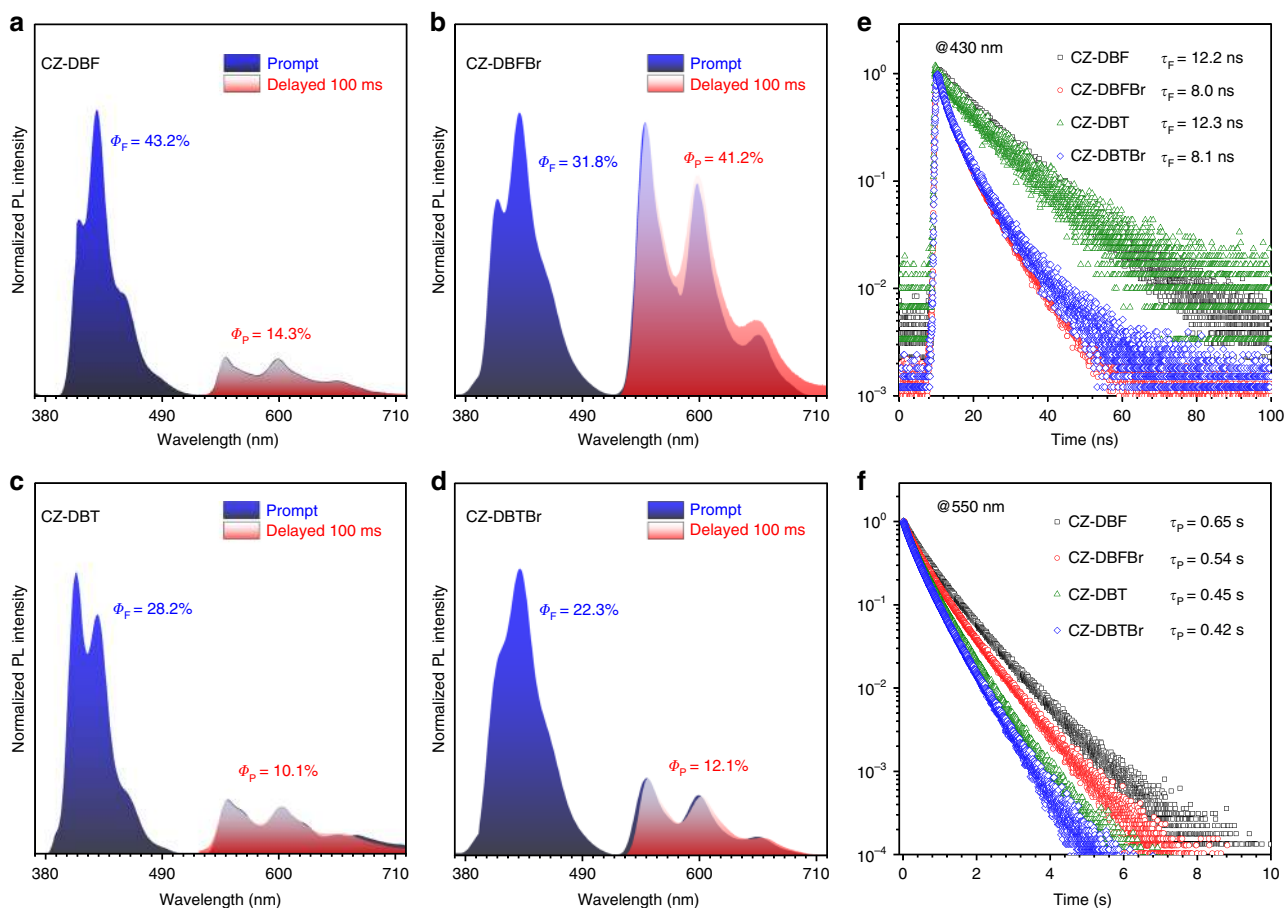 a
CZ-DBF
Prompt
Delayed 100 ms
Φ_F = 43.2%
Φ_P = 14.3%
Normalized PL intensity
380 490 600 710
Wavelength (nm)
b
CZ-DBFBr
Prompt
Delayed 100 ms
Φ_F = 31.8%
Φ_P = 41.2%
Normalized PL intensity
380 490 600 710
Wavelength (nm)
e
@430 nm
CZ-DBF τ_F = 12.2 ns
CZ-DBFBr τ_F = 8.0 ns
CZ-DBT τ_F = 12.3 ns
CZ-DBTBr τ_F = 8.1 ns
10^0
10^−1
10^−2
10^−3
0 20 40 60 80 100
Time (ns)
c
CZ-DBT
Prompt
Delayed 100 ms
Φ_F = 28.2%
Φ_P = 10.1%
Normalized PL intensity
380 490 600 710
Wavelength (nm)
d
CZ-DBTBr
Prompt
Delayed 100 ms
Φ_F = 22.3%
Φ_P = 12.1%
Normalized PL intensity
380 490 600 710
Wavelength (nm)
f
@550 nm
CZ-DBF τ_P = 0.65 s
CZ-DBFBr τ_P = 0.54 s
CZ-DBT τ_P = 0.45 s
CZ-DBTBr τ_P = 0.42 s
10^0
10^−1
10^−2
10^−3
10^−4
0 2 4 6 8 10
Time (s)